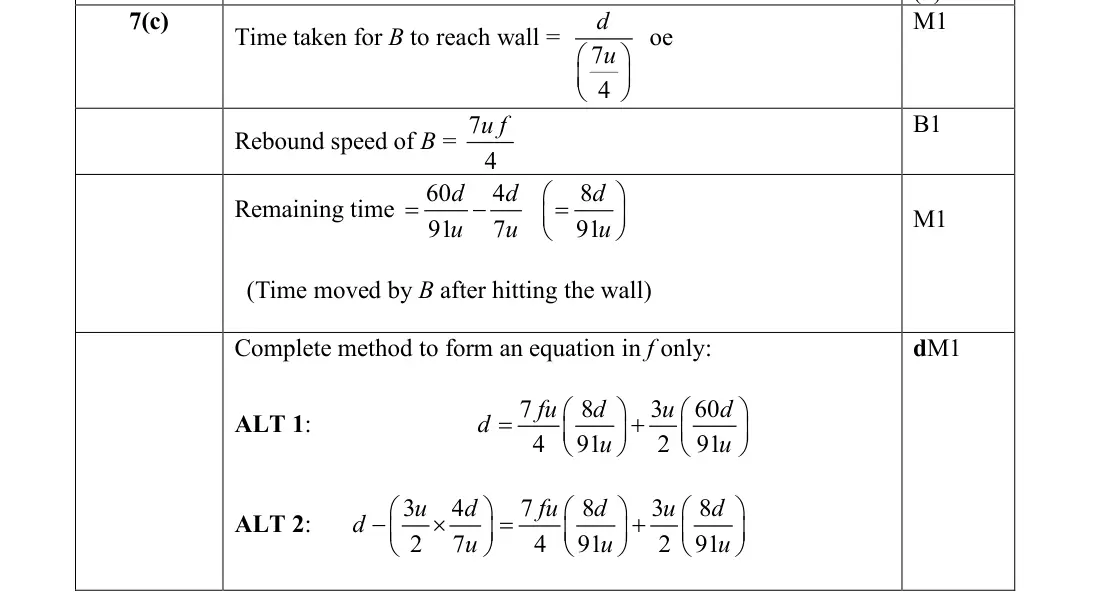 7(c) Time taken for B to reach wall = d / (7u/4) oe M1
Rebound speed of B = 7uf/4 B1
Remaining time = 60d/91u − 4d/7u (= 8d/91u) M1
(Time moved by B after hitting the wall)
Complete method to form an equation in f only: dM1
ALT 1: d = 7fu/4 (8d/91u) + 3u/2 (60d/91u)
ALT 2: d − (3u/2 × 4d/7u) = 7fu/4 (8d/91u) + 3u/2 (8d/91u)